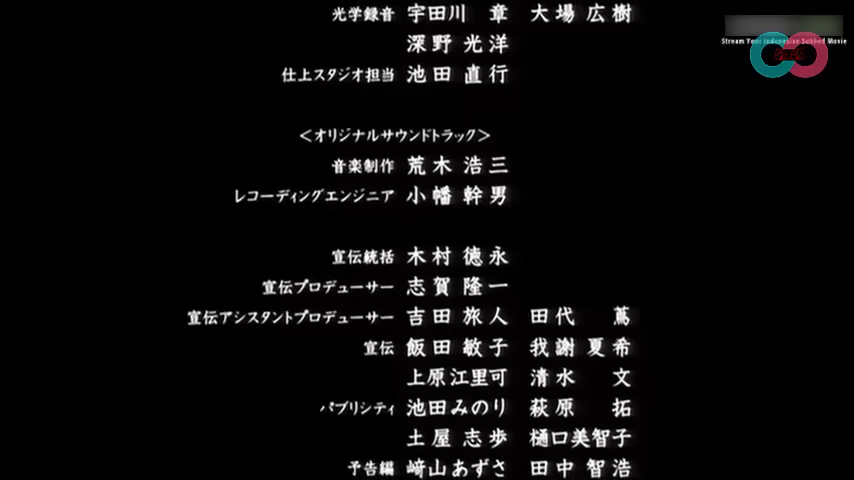 Stream Your Indonesian Subbed Movie
光学録音 宇田川 章 大場 広樹
深野 光洋
仕上スタジオ担当 池田 直行
＜オリジナルサウンドトラック＞
音楽制作 荒木 浩三
レコーディングエンジニア 小幡 幹男
宣伝統括 木村 徳永
宣伝プロデューサー 志賀 隆一
宣伝アシスタントプロデューサー 吉田 旅人 田代 蔦
宣伝 飯田 敏子 我謝 夏希
上原江里可 清水 文
パブリシティ 池田みのり 萩原 拓
土屋 志歩 樋口美智子
予告編 﨑山あずさ 田中 智浩